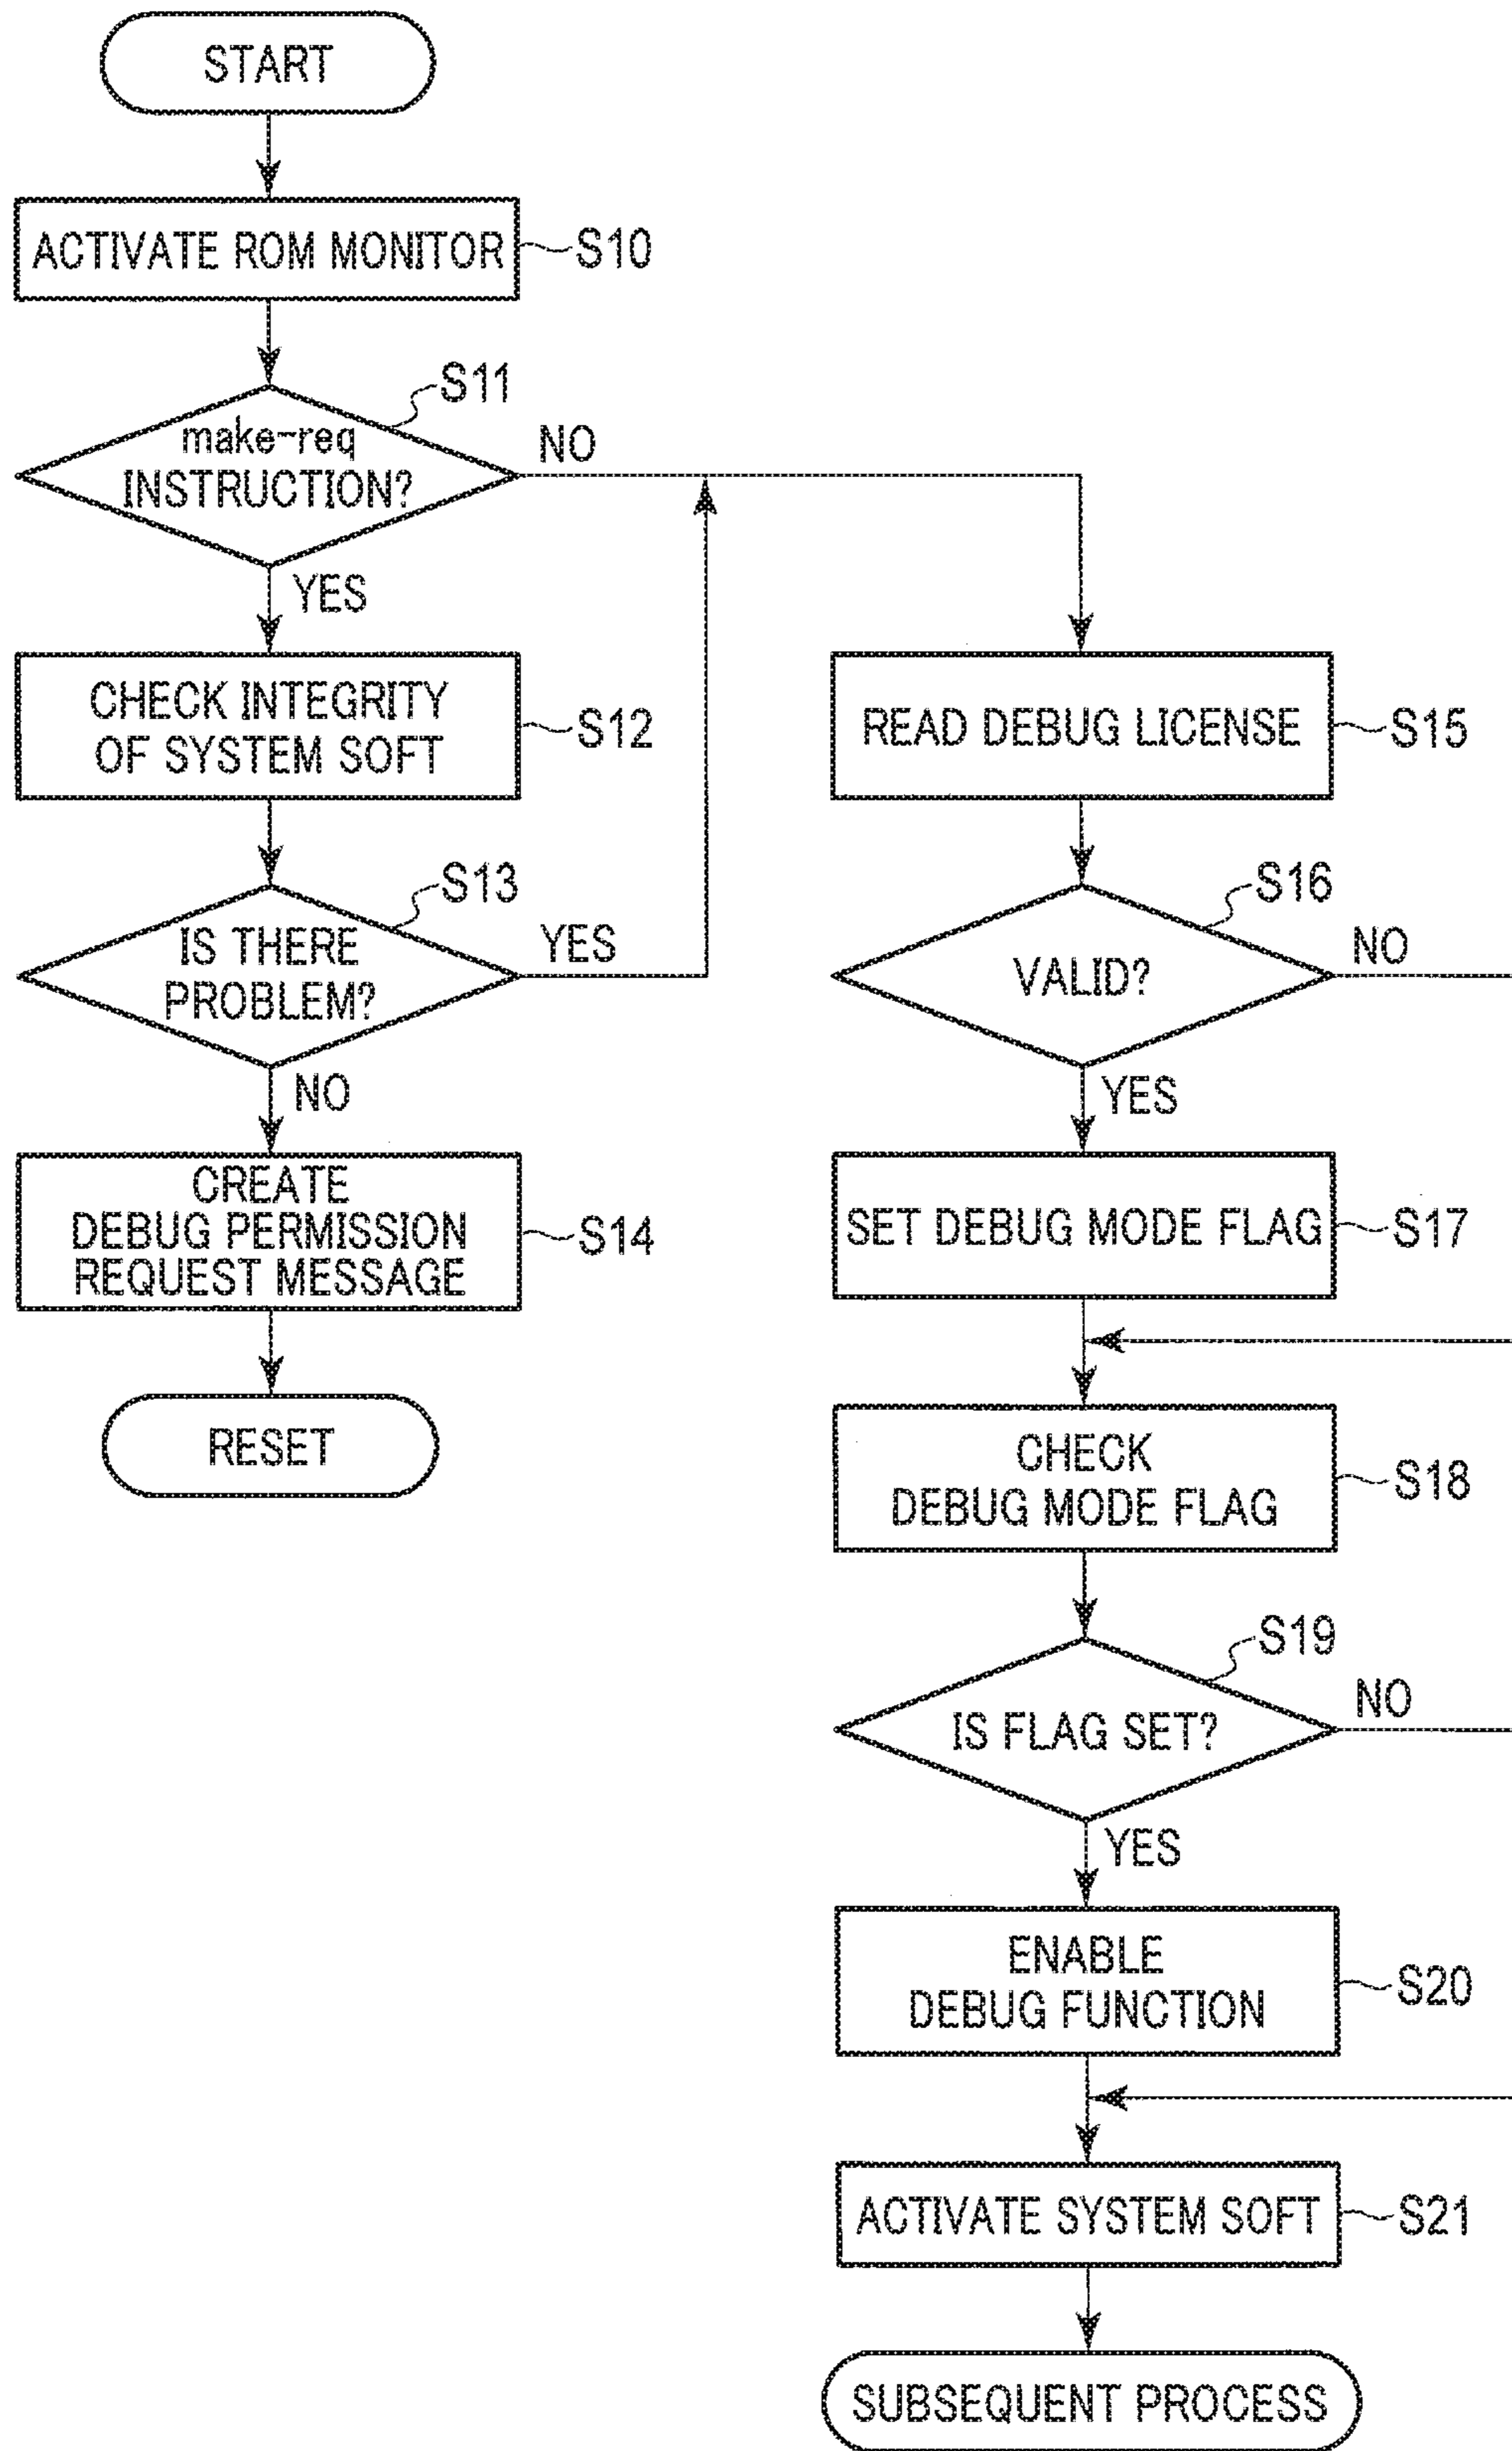 START
ACTIVATE ROM MONITOR
S10
S11
make-req
INSTRUCTION?
NO
YES
CHECK INTEGRITY
OF SYSTEM SOFT
S12
S13
IS THERE
PROBLEM?
YES
NO
CREATE
DEBUG PERMISSION
REQUEST MESSAGE
S14
RESET
READ DEBUG LICENSE
S15
S16
VALID?
NO
YES
SET DEBUG MODE FLAG
S17
CHECK
DEBUG MODE FLAG
S18
S19
IS FLAG SET?
NO
YES
ENABLE
DEBUG FUNCTION
S20
ACTIVATE SYSTEM SOFT
S21
SUBSEQUENT PROCESS